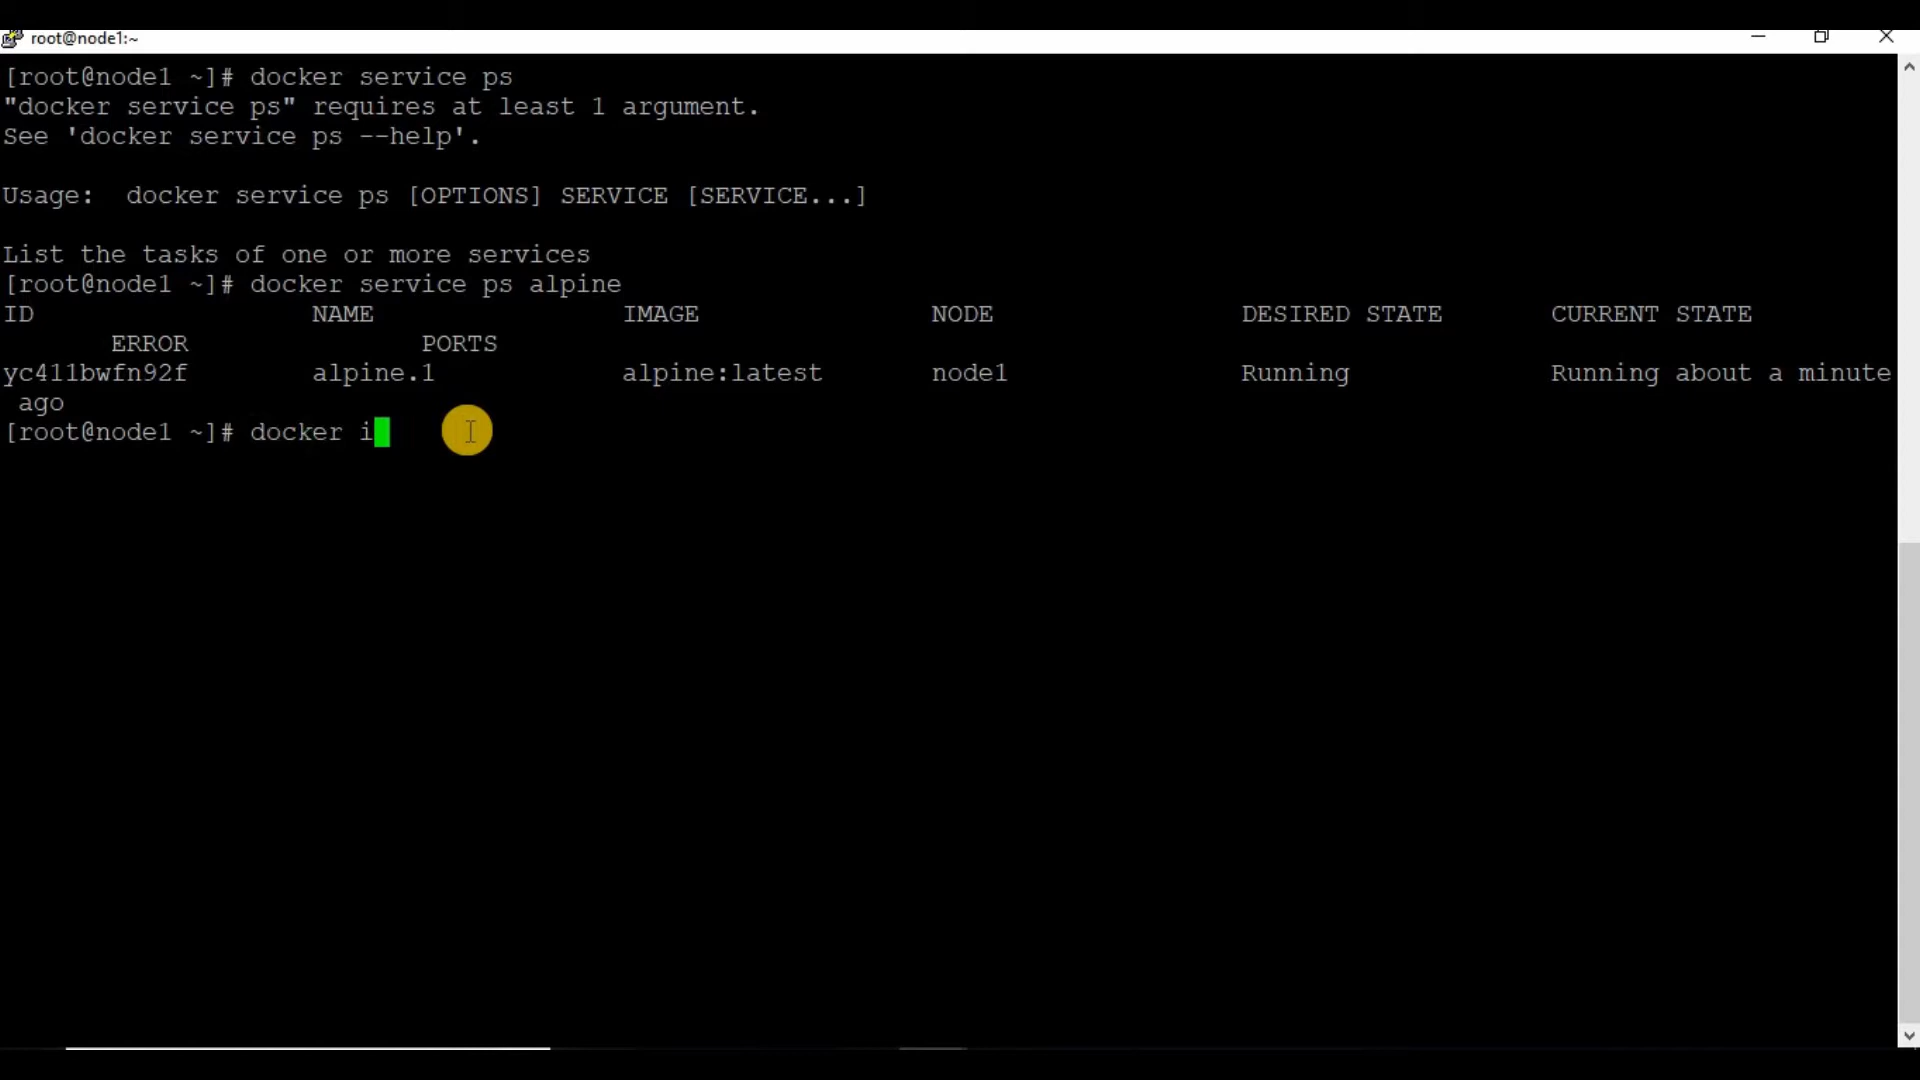 root@node1:~
[root@node1 ~]# docker service ps
"docker service ps" requires at least 1 argument.
See 'docker service ps --help'.
Usage:  docker service ps [OPTIONS] SERVICE [SERVICE...]
List the tasks of one or more services
[root@node1 ~]# docker service ps alpine
ID NAME IMAGE NODE DESIRED STATE CURRENT STATE
ERROR PORTS
yc411bwfn92f alpine.1 alpine:latest node1 Running Running about a minute
ago
[root@node1 ~]# docker i